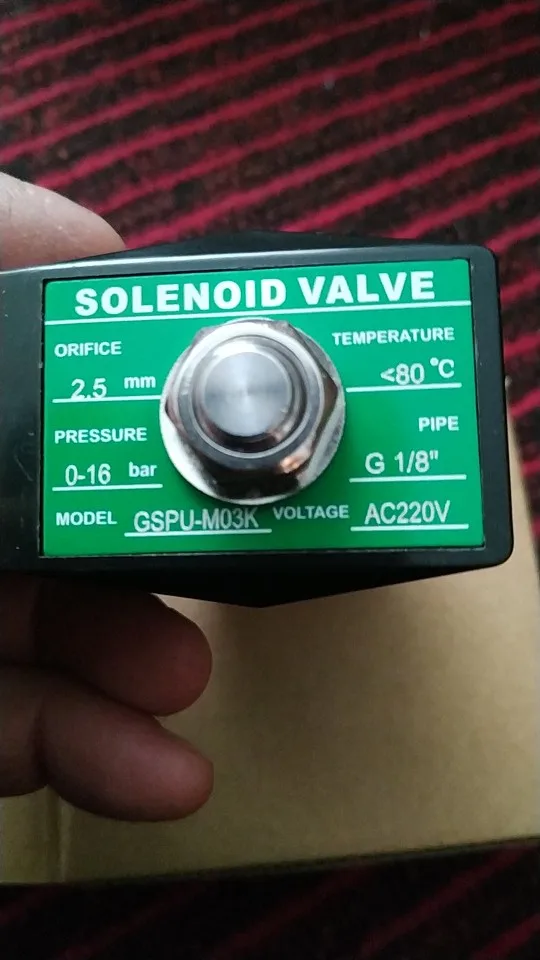 SOLENOID VALVE
ORIFICE
2.5 mm
TEMPERATURE
<80 °C
PRESSURE
0-16 bar
PIPE
G 1/8"
MODEL GSPU-M03K VOLTAGE AC220V